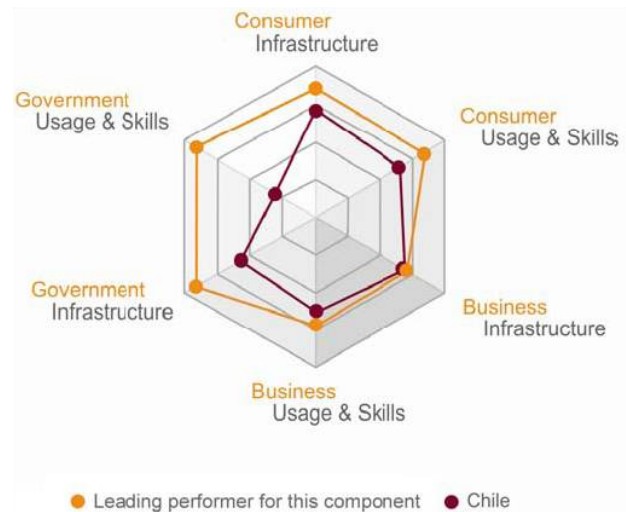 Consumer
Infrastructure
Government
Usage & Skills
Consumer
Usage & Skills;
Government
Infrastructure
Business
Infrastructure
Business
Usage & Skills
Leading performer for this component
Chile